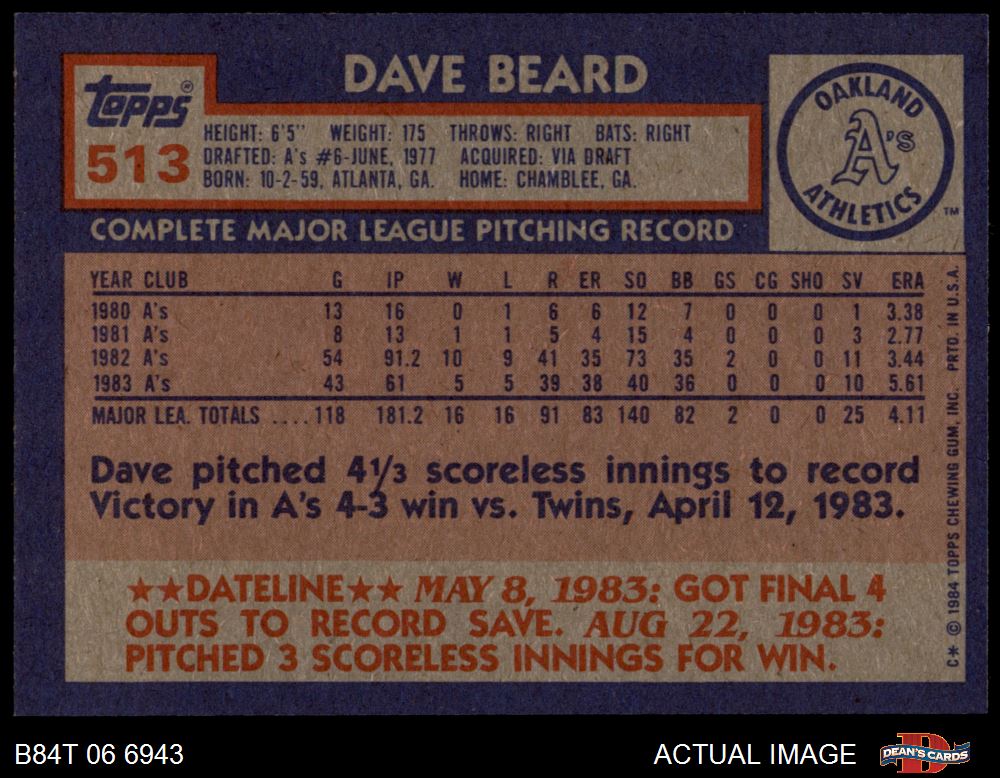 DAVE BEARD
Topps®
513
HEIGHT: 6'5" WEIGHT: 175 THROWS: RIGHT BATS: RIGHT
DRAFTED: A's #6-JUNE, 1977 ACQUIRED: VIA DRAFT
BORN: 10-2-59, ATLANTA, GA. HOME: CHAMBLEE, GA.
OAKLAND
A's
ATHLETICS
TM
COMPLETE MAJOR LEAGUE PITCHING RECORD
YEAR CLUB G IP W L R ER SO BB GS CG SHO SV ERA
1980 A's 13 16 0 1 6 6 12 7 0 0 0 1 3.38
1981 A's 8 13 1 1 5 4 15 4 0 0 0 3 2.77
1982 A's 54 91.2 10 9 41 35 73 35 2 0 0 11 3.44
1983 A's 43 61 5 5 39 38 40 36 0 0 0 10 5.61
MAJOR LEA. TOTALS ....118 181.2 16 16 91 83 140 82 2 0 0 25 4.11
Dave pitched 4⅓ scoreless innings to record
Victory in A's 4-3 win vs. Twins, April 12, 1983.
★★DATELINE★★ MAY 8, 1983: GOT FINAL 4
OUTS TO RECORD SAVE. AUG 22, 1983:
PITCHED 3 SCORELESS INNINGS FOR WIN.
C* © 1984 TOPPS CHEWING GUM, INC. PRTD. IN U.S.A.
B84T 06 6943
ACTUAL IMAGE
D
DEAN'S CARDS